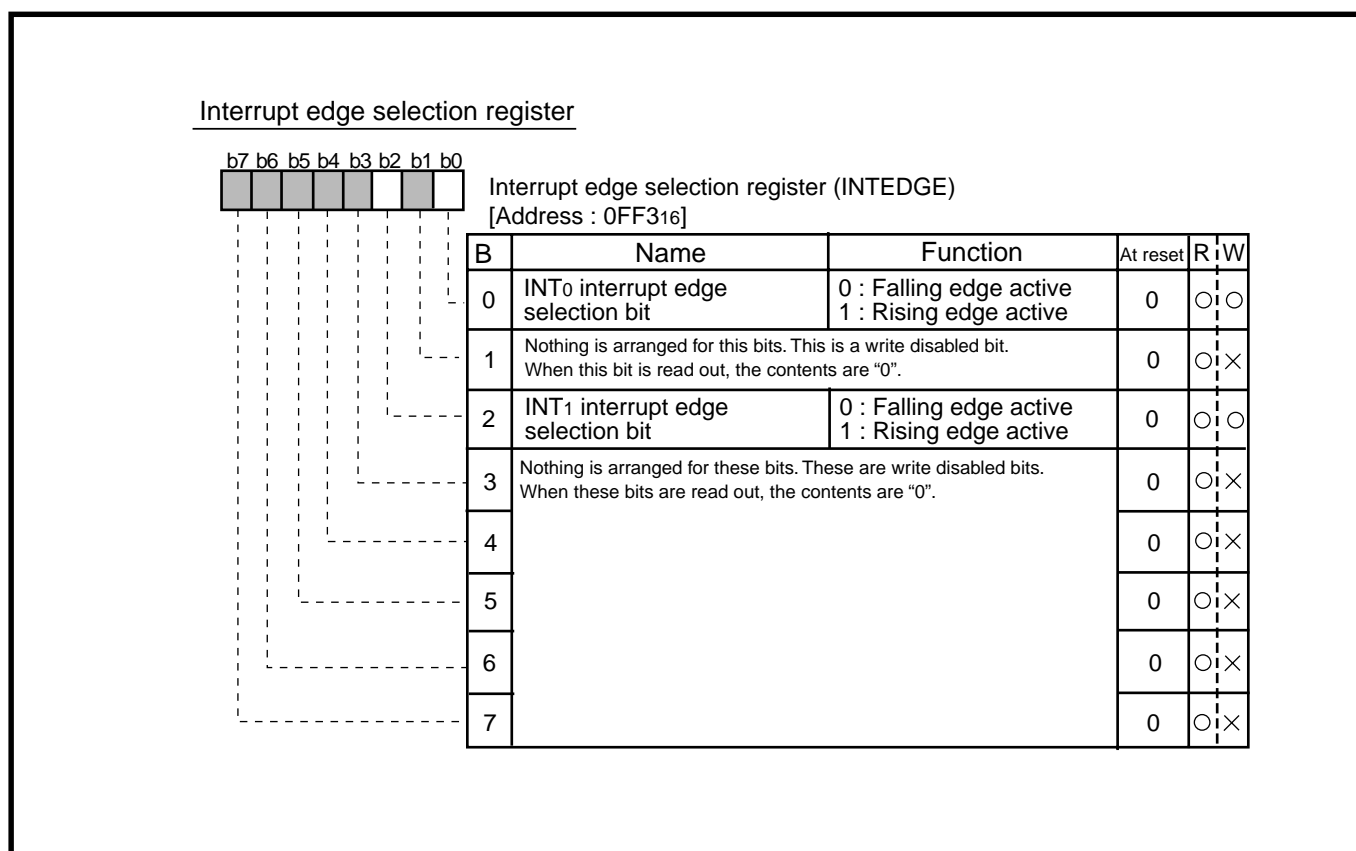 Interrupt edge selection register
b7 b6 b5 b4 b3 b2 b1 b0
Interrupt edge selection register (INTEDGE)
[Address : 0FF316]
B Name Function At reset R W
0 INT0 interrupt edge selection bit 0 : Falling edge active 1 : Rising edge active 0 ○ ○
1 Nothing is arranged for this bits. This is a write disabled bit.
When this bit is read out, the contents are “0”. 0 ○ ×
2 INT1 interrupt edge selection bit 0 : Falling edge active 1 : Rising edge active 0 ○ ○
3 Nothing is arranged for these bits. These are write disabled bits.
When these bits are read out, the contents are “0”. 0 ○ ×
4 0 ○ ×
5 0 ○ ×
6 0 ○ ×
7 0 ○ ×